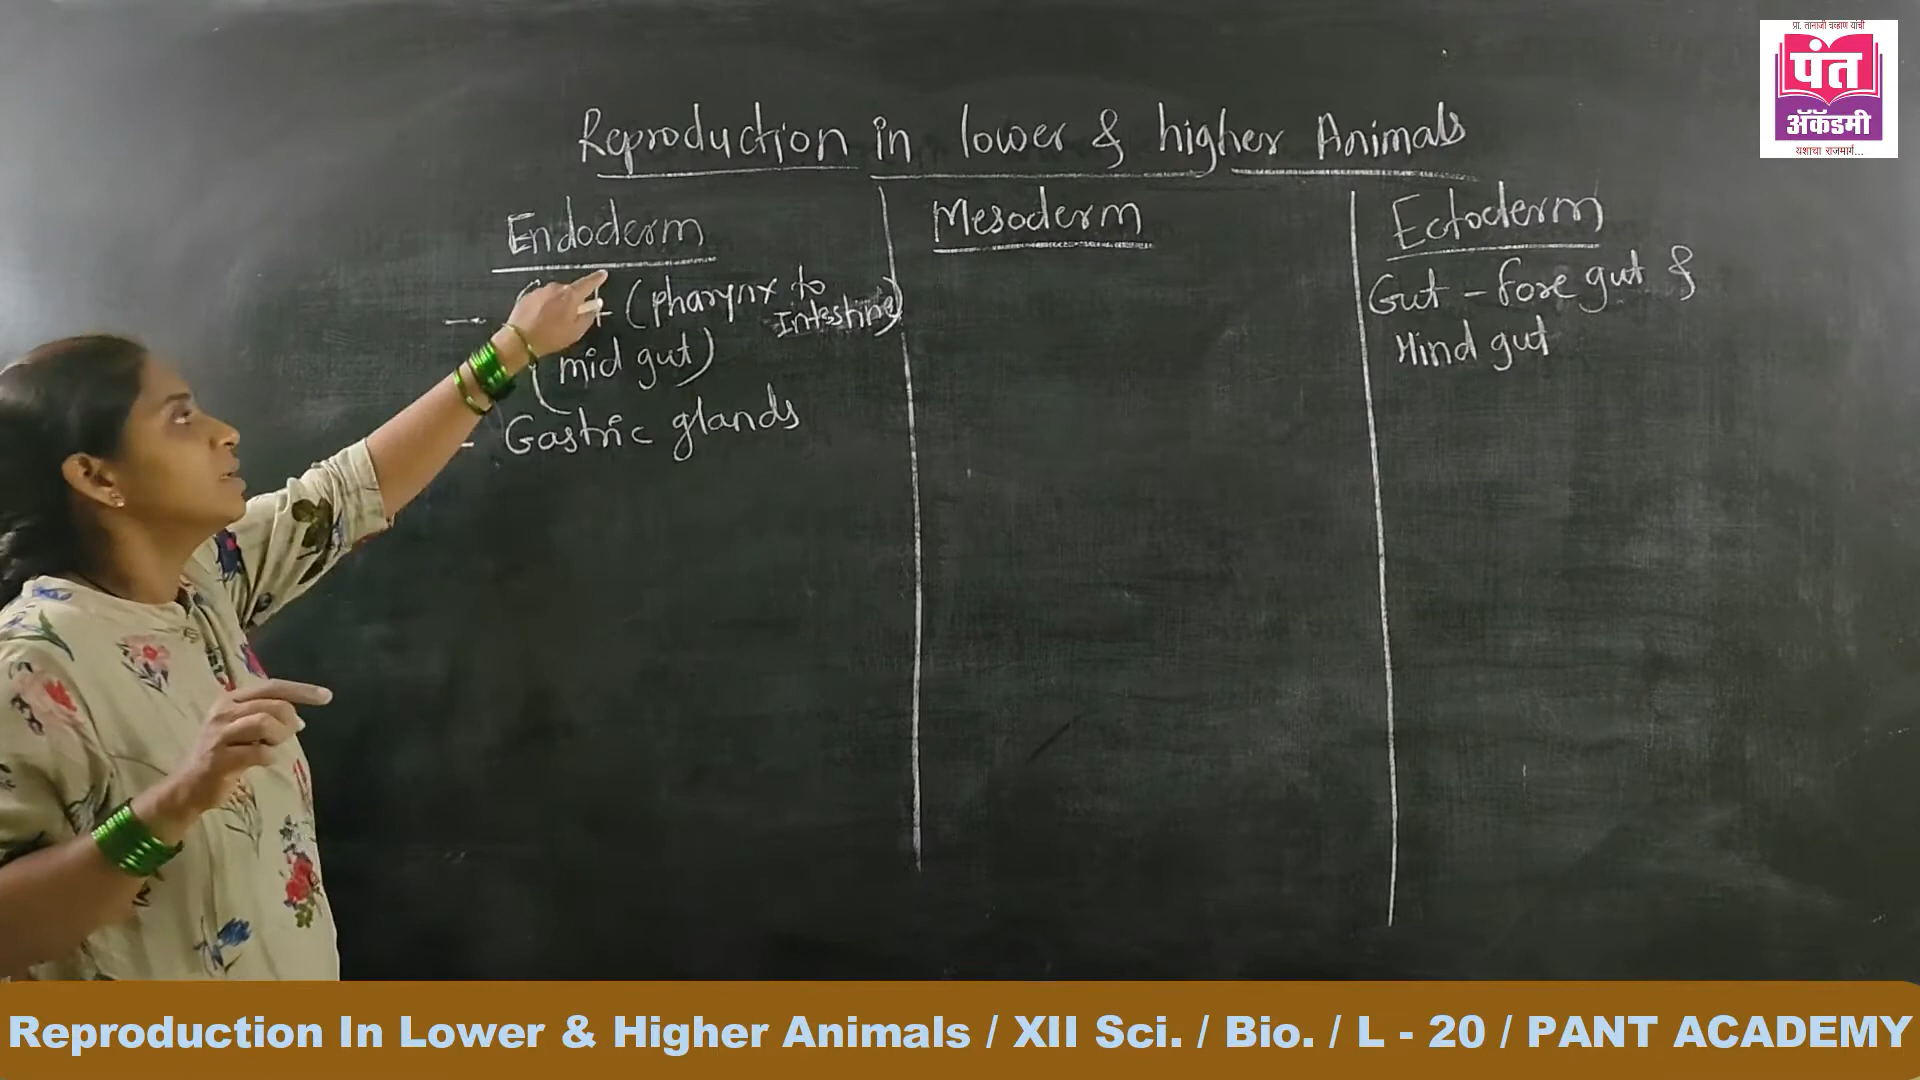 प्रा. तानाजी चव्हाण यांची
पंत
ॲकॅडमी
यशाचा राजमार्ग...
Reproduction in lower & higher Animals
Endoderm
- (pharynx to
Intestine)
(mid gut)
- Gastric glands
Mesoderm
Ectoderm
Gut - fore gut &
Hind gut
Reproduction In Lower & Higher Animals / XII Sci. / Bio. / L - 20 / PANT ACADEMY